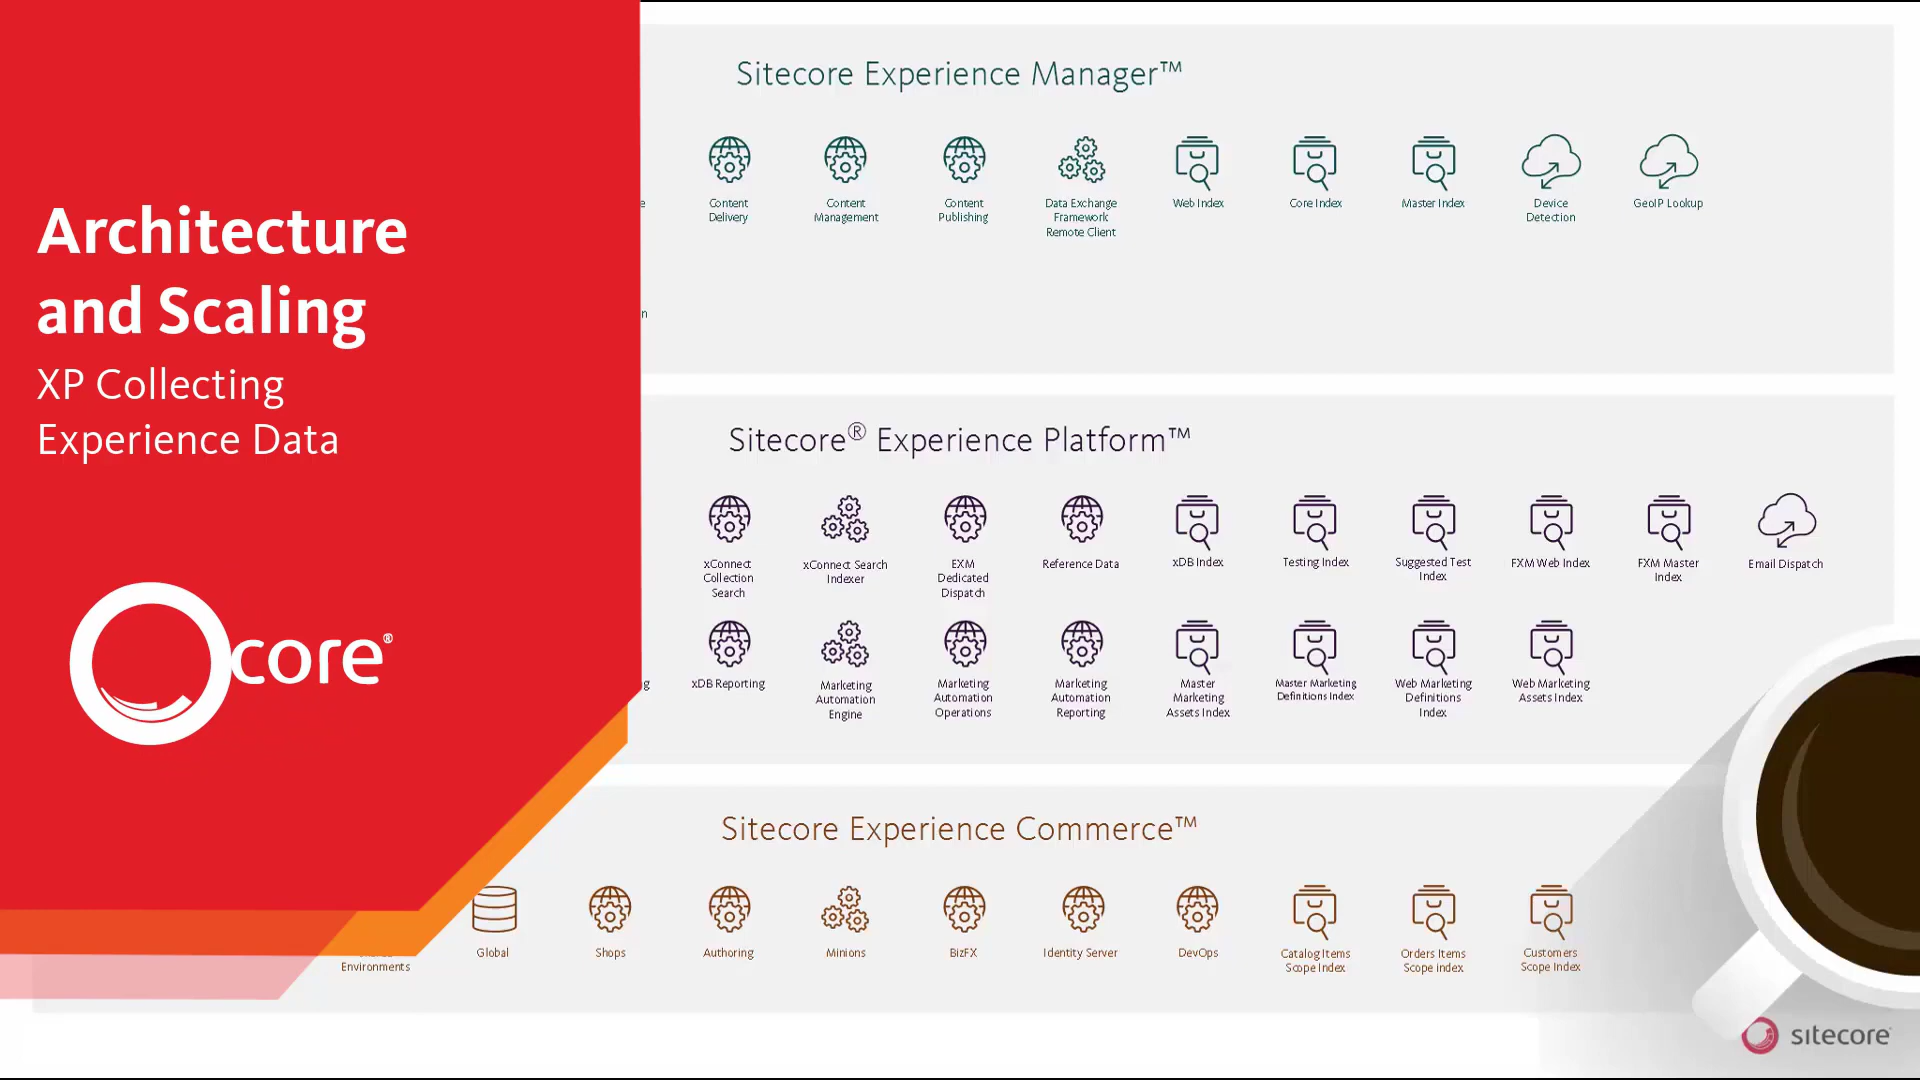 Architecture
and Scaling
XP Collecting
Experience Data
core®
Sitecore Experience Manager™
Content
Delivery
Content
Management
Content
Publishing
Data Exchange
Framework
Remote Client
Web Index
Core Index
Master Index
Device
Detection
GeoIP Lookup
Sitecore® Experience Platform™
xConnect
Collection
Search
xConnect Search
Indexer
EXM
Dedicated
Dispatch
Reference Data
xDB Index
Testing Index
Suggested Test
Index
FXM Web Index
FXM Master
Index
Email Dispatch
xDB Reporting
Marketing
Automation
Engine
Marketing
Automation
Operations
Marketing
Automation
Reporting
Master
Marketing
Assets Index
Master Marketing
Definitions Index
Web Marketing
Definitions
Index
Web Marketing
Assets Index
Sitecore Experience Commerce™
Environments
Global
Shops
Authoring
Minions
BizFX
Identity Server
DevOps
Catalog Items
Scope Index
Orders Items
Scope index
Customers
Scope Index
sitecore